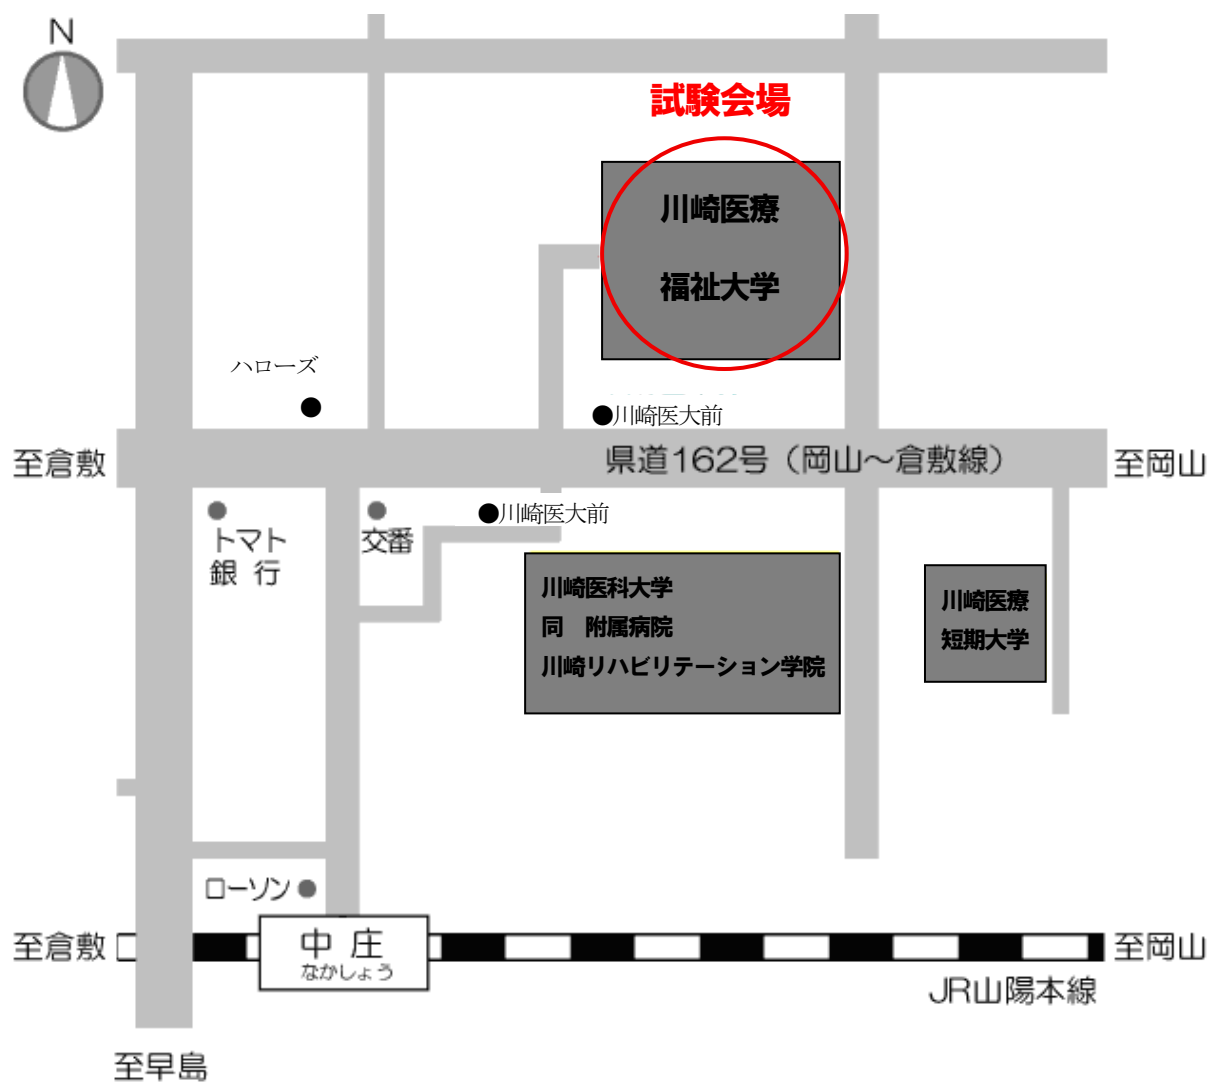 N
試験会場
川崎医療
福祉大学
ハローズ
●川崎医大前
至倉敷
県道162号（岡山～倉敷線）
至岡山
●川崎医大前
トマト
銀 行
交番
川崎医科大学
同　附属病院
川崎リハビリテーション学院
川崎医療
短期大学
ローソン
至倉敷
中 庄
なかしょう
至岡山
JR山陽本線
至早島